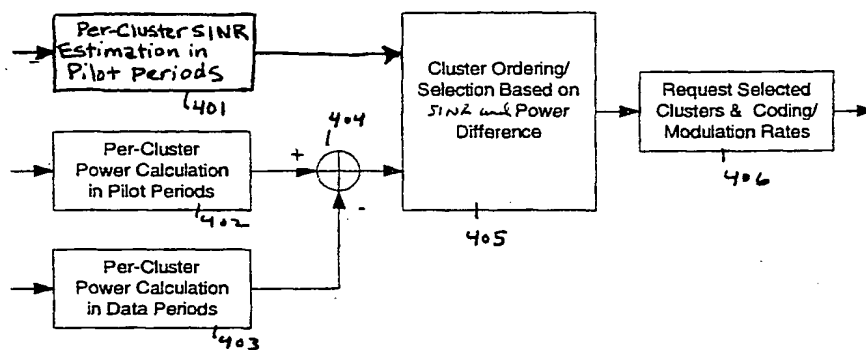 Per-Cluster SINR
Estimation in
Pilot Periods
401
Per-Cluster
Power Calculation
in Pilot Periods
402
Per-Cluster
Power Calculation
in Data Periods
403
+
404
-
Cluster Ordering/
Selection Based on
SINR and Power
Difference
405
Request Selected
Clusters & Coding/
Modulation Rates
406